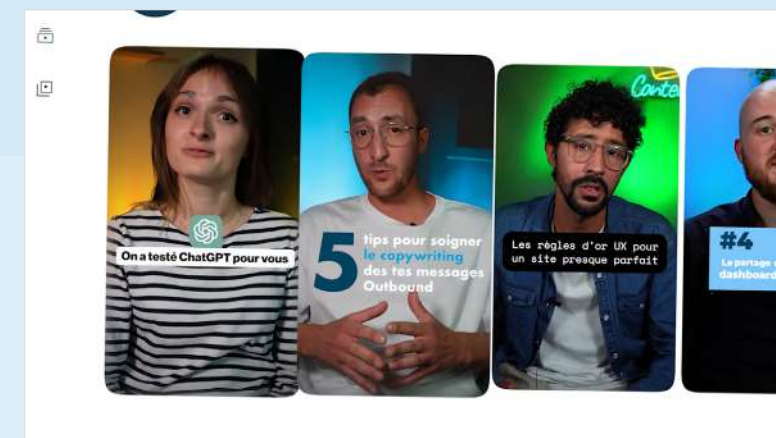 On a testé ChatGPT pour vous
5
tips pour soigner
le copywriting
des tes messages
Outbound
Les règles d'or UX pour
un site presque parfait
#4
Le partage
dashboard